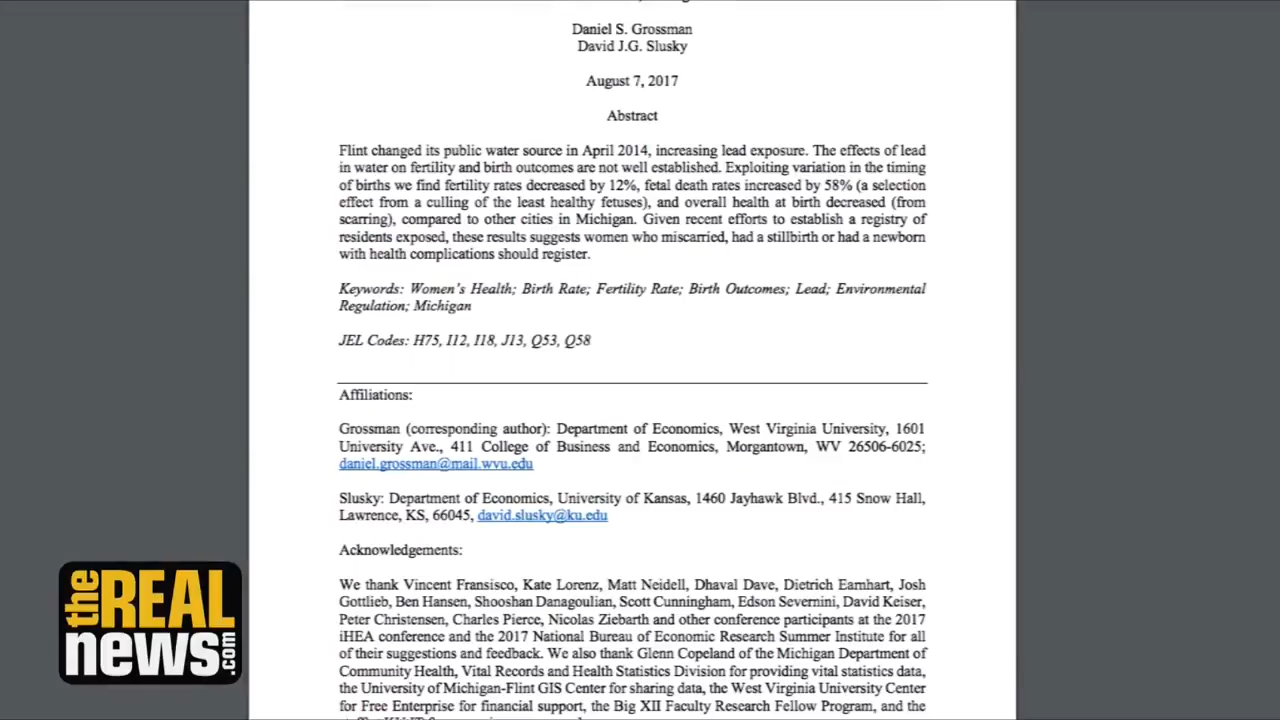 Daniel S. Grossman
David J.G. Slusky
August 7, 2017
Abstract
Flint changed its public water source in April 2014, increasing lead exposure. The effects of lead
in water on fertility and birth outcomes are not well established. Exploiting variation in the timing
of births we find fertility rates decreased by 12%, fetal death rates increased by 58% (a selection
effect from a culling of the least healthy fetuses), and overall health at birth decreased (from
scarring), compared to other cities in Michigan. Given recent efforts to establish a registry of
residents exposed, these results suggests women who miscarried, had a stillbirth or had a newborn
with health complications should register.
Keywords: Women's Health; Birth Rate; Fertility Rate; Birth Outcomes; Lead; Environmental
Regulation; Michigan
JEL Codes: H75, I12, I18, J13, Q53, Q58
Affiliations:
Grossman (corresponding author): Department of Economics, West Virginia University, 1601
University Ave., 411 College of Business and Economics, Morgantown, WV 26506-6025;
daniel.grossman@mail.wvu.edu
Slusky: Department of Economics, University of Kansas, 1460 Jayhawk Blvd., 415 Snow Hall,
Lawrence, KS, 66045, david.slusky@ku.edu
Acknowledgements:
We thank Vincent Fransisco, Kate Lorenz, Matt Neidell, Dhaval Dave, Dietrich Earnhart, Josh
Gottlieb, Ben Hansen, Shooshan Danagoulian, Scott Cunningham, Edson Severnini, David Keiser,
Peter Christensen, Charles Pierce, Nicolas Ziebarth and other conference participants at the 2017
iHEA conference and the 2017 National Bureau of Economic Research Summer Institute for all
of their suggestions and feedback. We also thank Glenn Copeland of the Michigan Department of
Community Health, Vital Records and Health Statistics Division for providing vital statistics data,
the University of Michigan-Flint GIS Center for sharing data, the West Virginia University Center
for Free Enterprise for financial support, the Big XII Faculty Research Fellow Program, and the
the REAL
news.com